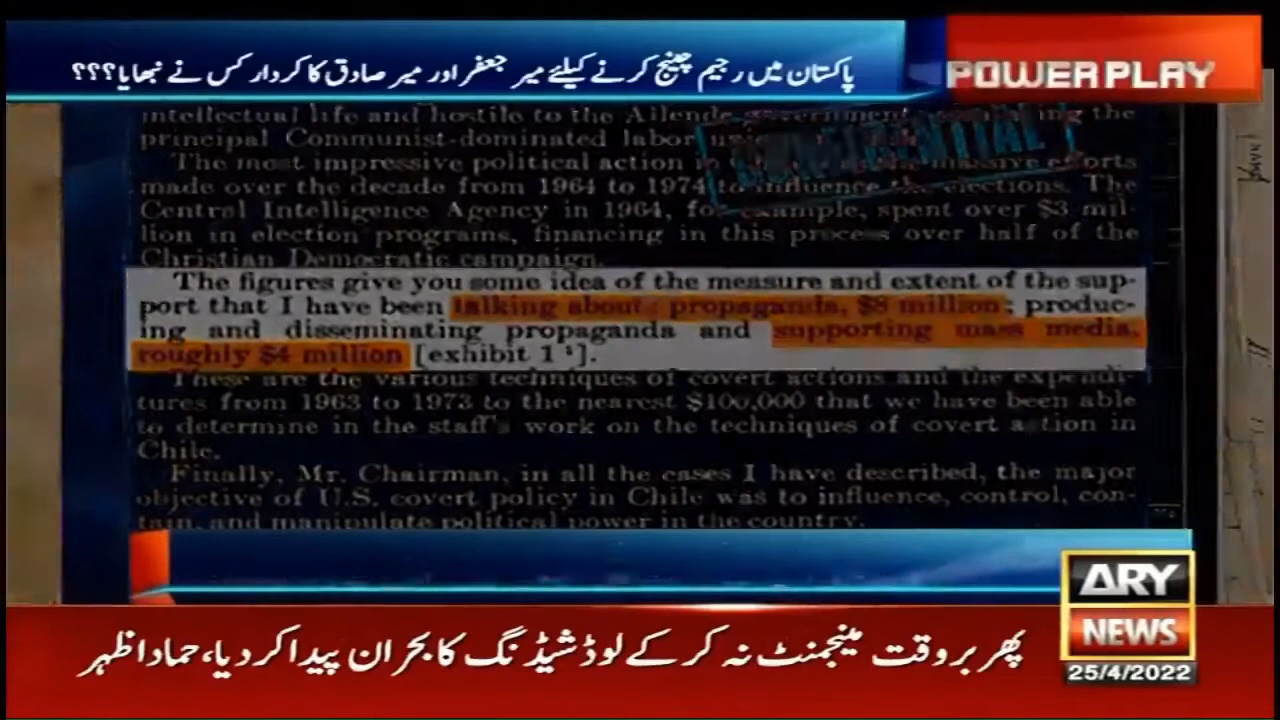 پاکستان میں رجیم چینج کرنے کیلئے میر جعفر اور میر صادق کا کردار کس نے نبھایا؟؟؟
POWER PLAY
intellectual life and hostile to the Allende government, the
principal Communist-dominated labor
CONFIDENTIAL
The most impressive political action in massive efforts
made over the decade from 1964 to 1974 to influence the elections. The
Central Intelligence Agency in 1964, for example, spent over $3 mil-
lion in election programs, financing in this process over half of the
Christian Democratic campaign.
The figures give you some idea of the measure and extent of the sup-
port that I have been talking about: propaganda, $8 million; produc-
ing and disseminating propaganda and supporting mass media,
roughly $4 million [exhibit 1¹].
These are the various techniques of covert actions and the expendi-
tures from 1963 to 1973 to the nearest $100,000 that we have been able
to determine in the staff's work on the techniques of covert action in
Chile.
Finally, Mr. Chairman, in all the cases I have described, the major
objective of U.S. covert policy in Chile was to influence, control, con-
tain, and manipulate political power in the country.
ARY
NEWS
25/4/2022
پھر بروقت مینجمنٹ نہ کر کے لوڈشیڈنگ کا بحران پیدا کر دیا، حماد اظہر